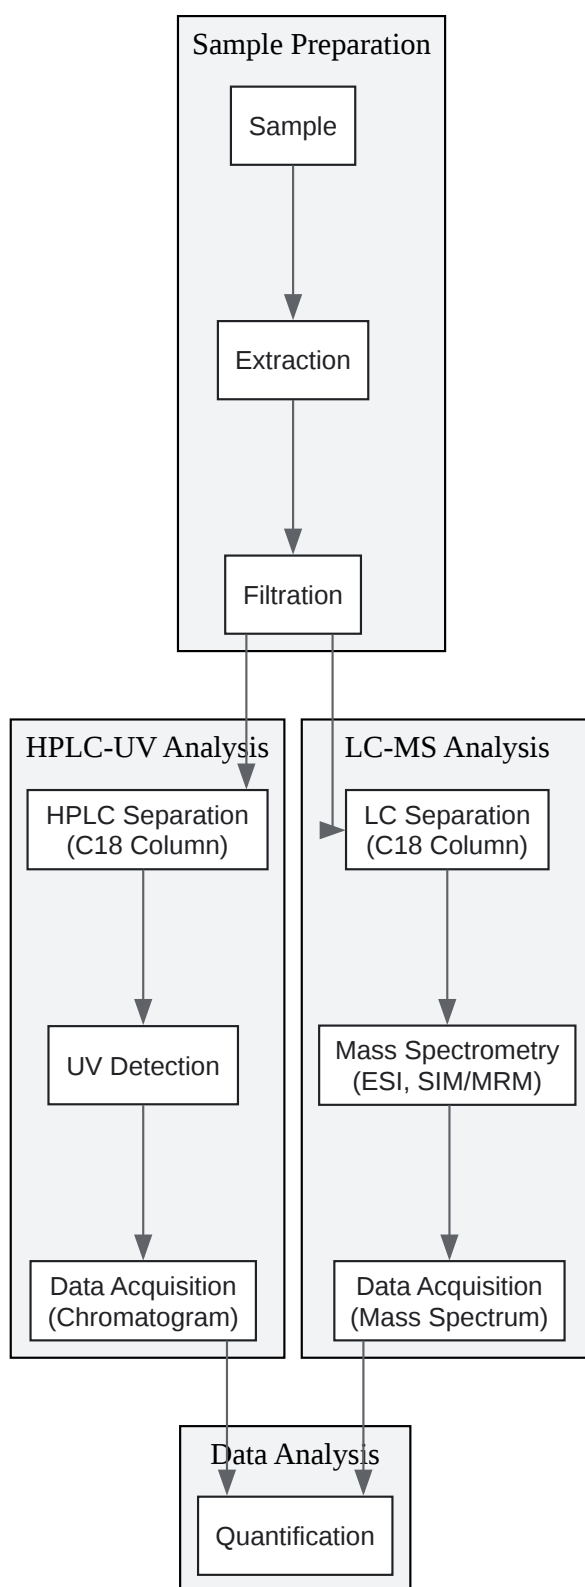 Sample Preparation
Sample
Extraction
Filtration
HPLC-UV Analysis
HPLC Separation
(C18 Column)
UV Detection
Data Acquisition
(Chromatogram)
LC-MS Analysis
LC Separation
(C18 Column)
Mass Spectrometry
(ESI, SIM/MRM)
Data Acquisition
(Mass Spectrum)
Data Analysis
Quantification